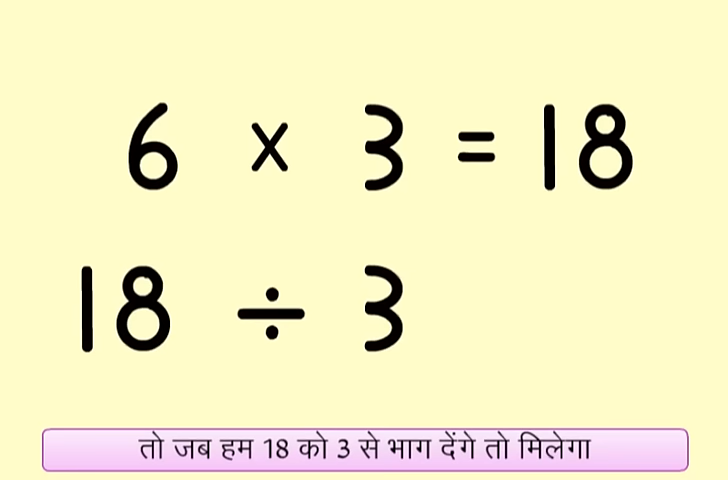 6 × 3 = 18
18 ÷ 3
तो जब हम 18 को 3 से भाग देंगे तो मिलेगा